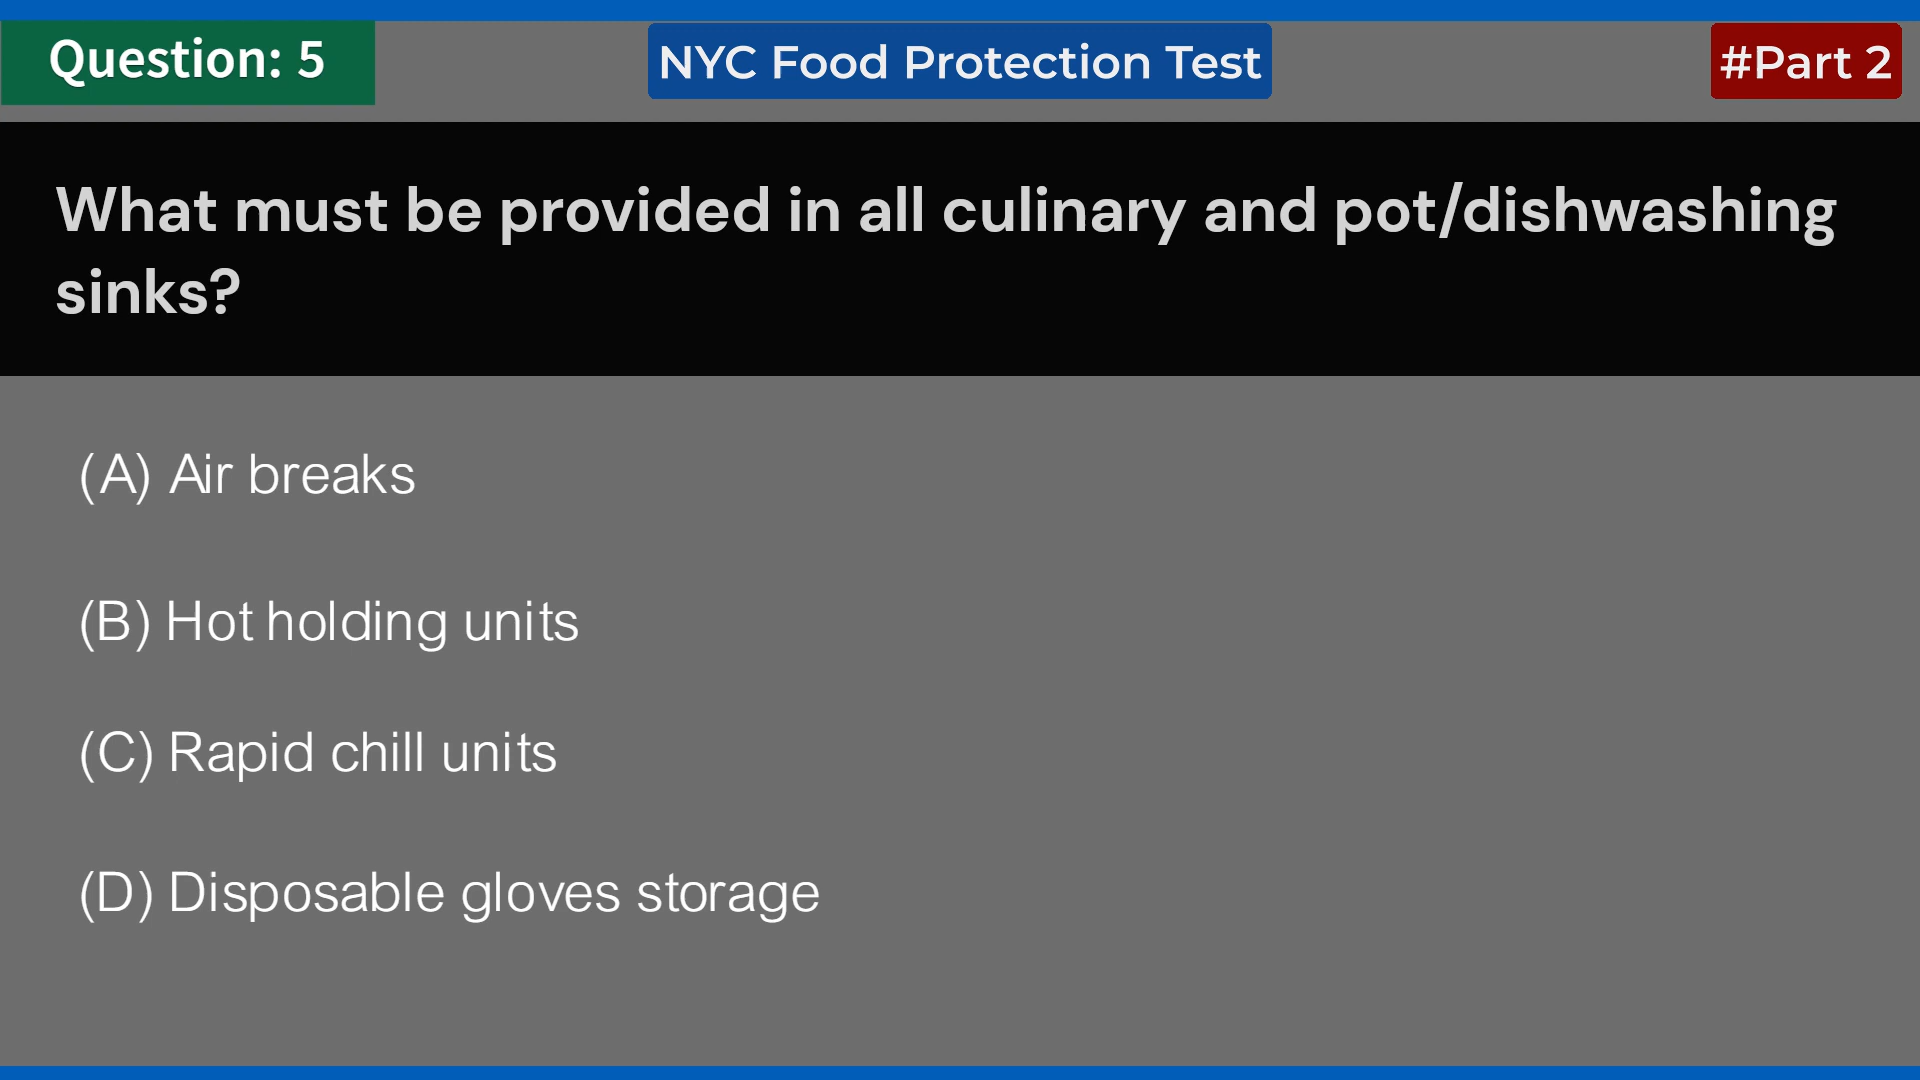 Question: 5
NYC Food Protection Test
#Part 2
What must be provided in all culinary and pot/dishwashing
sinks?
(A) Air breaks
(B) Hot holding units
(C) Rapid chill units
(D) Disposable gloves storage